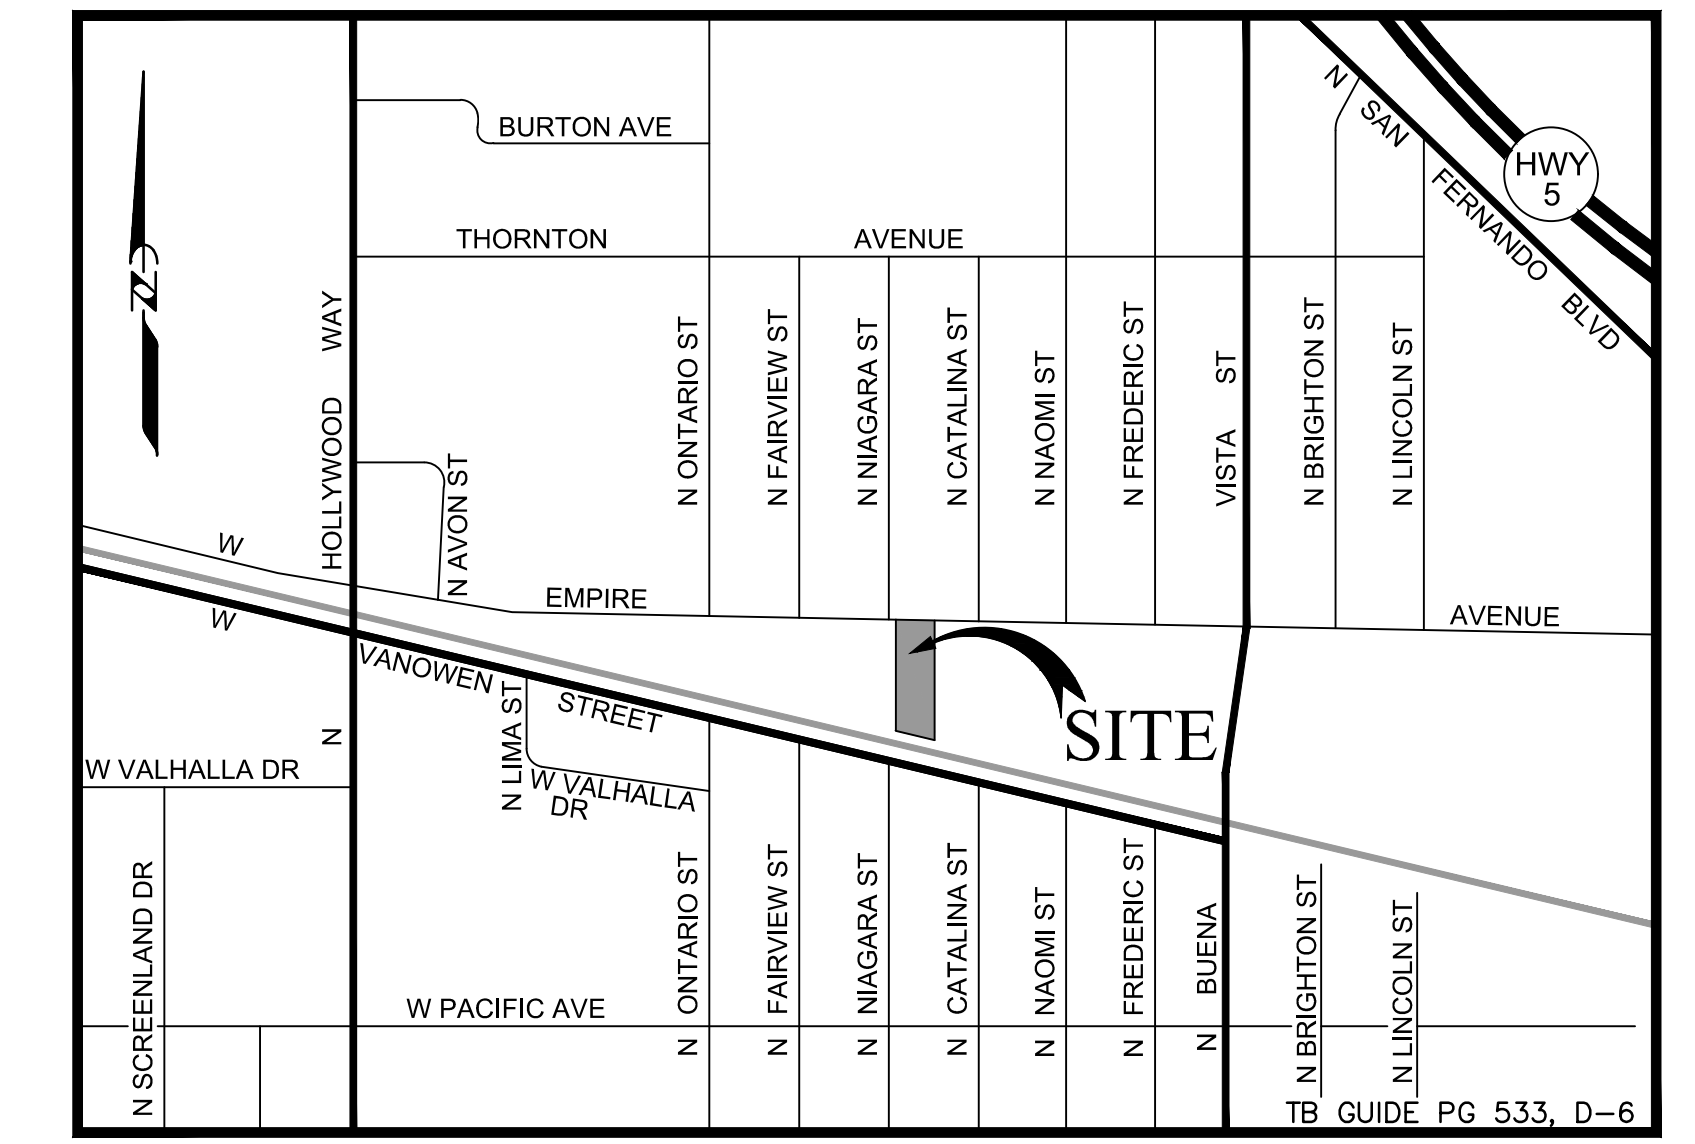 N SAN FERNANDO BLVD
HWY
5
BURTON AVE
THORNTON AVENUE
N
HOLLYWOOD WAY
N ONTARIO ST
N FAIRVIEW ST
N NIAGARA ST
N CATALINA ST
N NAOMI ST
N FREDERIC ST
VISTA ST
N BRIGHTON ST
N LINCOLN ST
N AVON ST
W EMPIRE AVENUE
W VANOWEN STREET
SITE
N
N LIMA ST
W VALHALLA DR
W VALHALLA
DR
N SCREENLAND DR
W PACIFIC AVE
N ONTARIO ST
N FAIRVIEW ST
N NIAGARA ST
N CATALINA ST
N NAOMI ST
N FREDERIC ST
N BUENA
N BRIGHTON ST
N LINCOLN ST
TB GUIDE PG 533, D-6